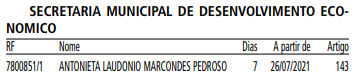 SECRETARIA MUNICIPAL DE DESENVOLVIMENTO ECO-
NOMICO
RF Nome Dias A partir de Artigo
7800851/1 ANTONIETA LAUDONIO MARCONDES PEDROSO 7 26/07/2021 143